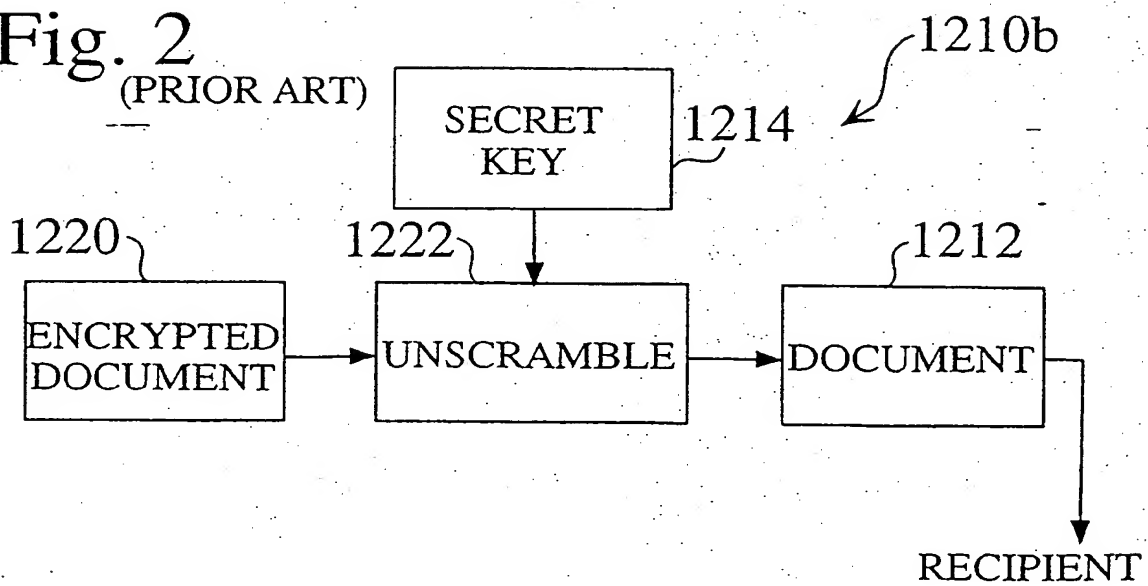 Fig. 2
(PRIOR ART)
1210b
SECRET
KEY
1214
1220
1222
1212
ENCRYPTED
DOCUMENT
UNSCRAMBLE
DOCUMENT
RECIPIENT